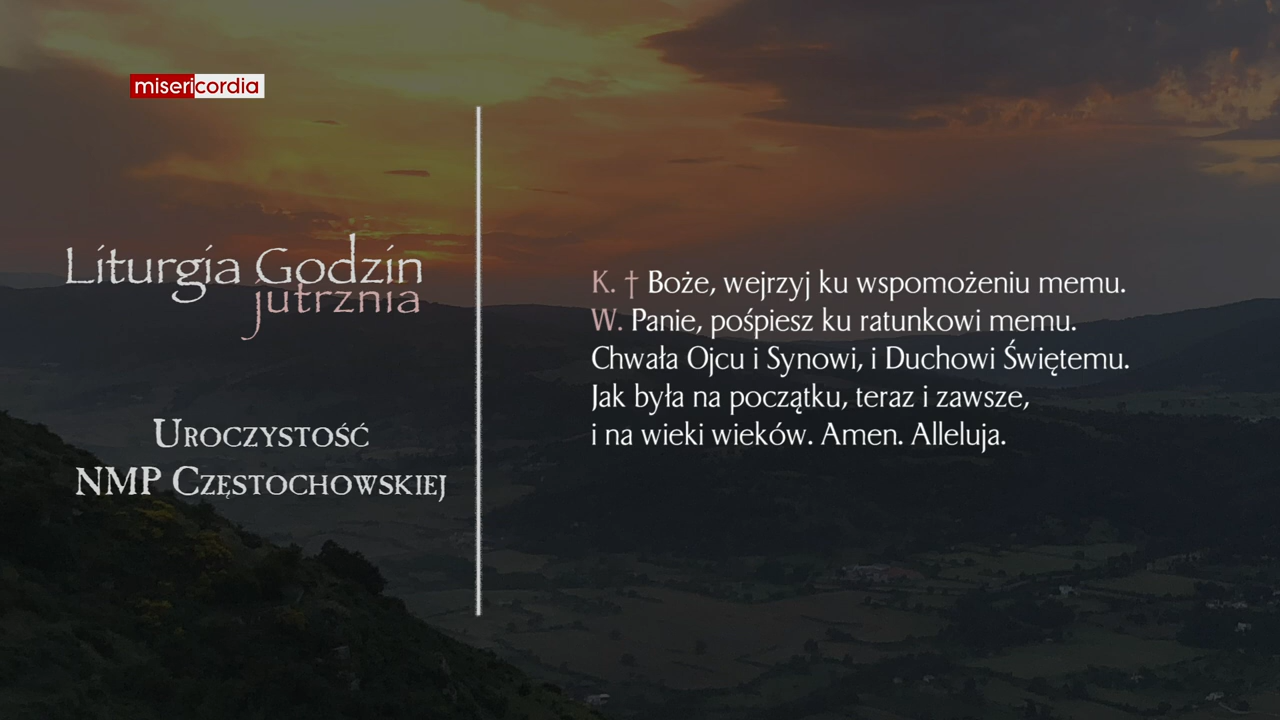 misericordia
Liturgia Godzin
jutrznia
Uroczystość
NMP Częstochowskiej
K. † Boże, wejrzyj ku wspomożeniu memu.
W. Panie, pośpiesz ku ratunkowi memu.
Chwała Ojcu i Synowi, i Duchowi Świętemu.
Jak była na początku, teraz i zawsze,
i na wieki wieków. Amen. Alleluja.